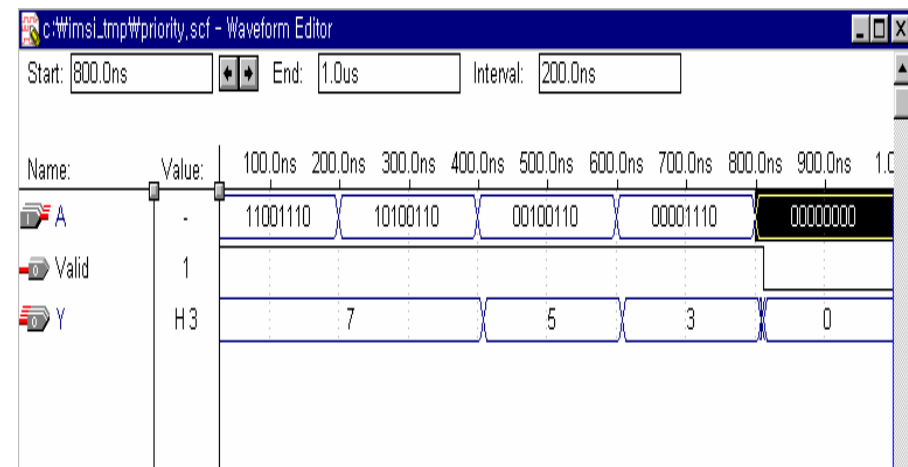 c:₩imsi_tmp₩priority,scf - Waveform Editor
Start: 800.0ns End: 1.0us Interval: 200.0ns
Name: Value: 100.0ns 200.0ns 300.0ns 400.0ns 500.0ns 600.0ns 700.0ns 800.0ns 900.0ns 1.0
A - 11001110 10100110 00100110 00001110 00000000
Valid 1
Y H 3 7 5 3 0